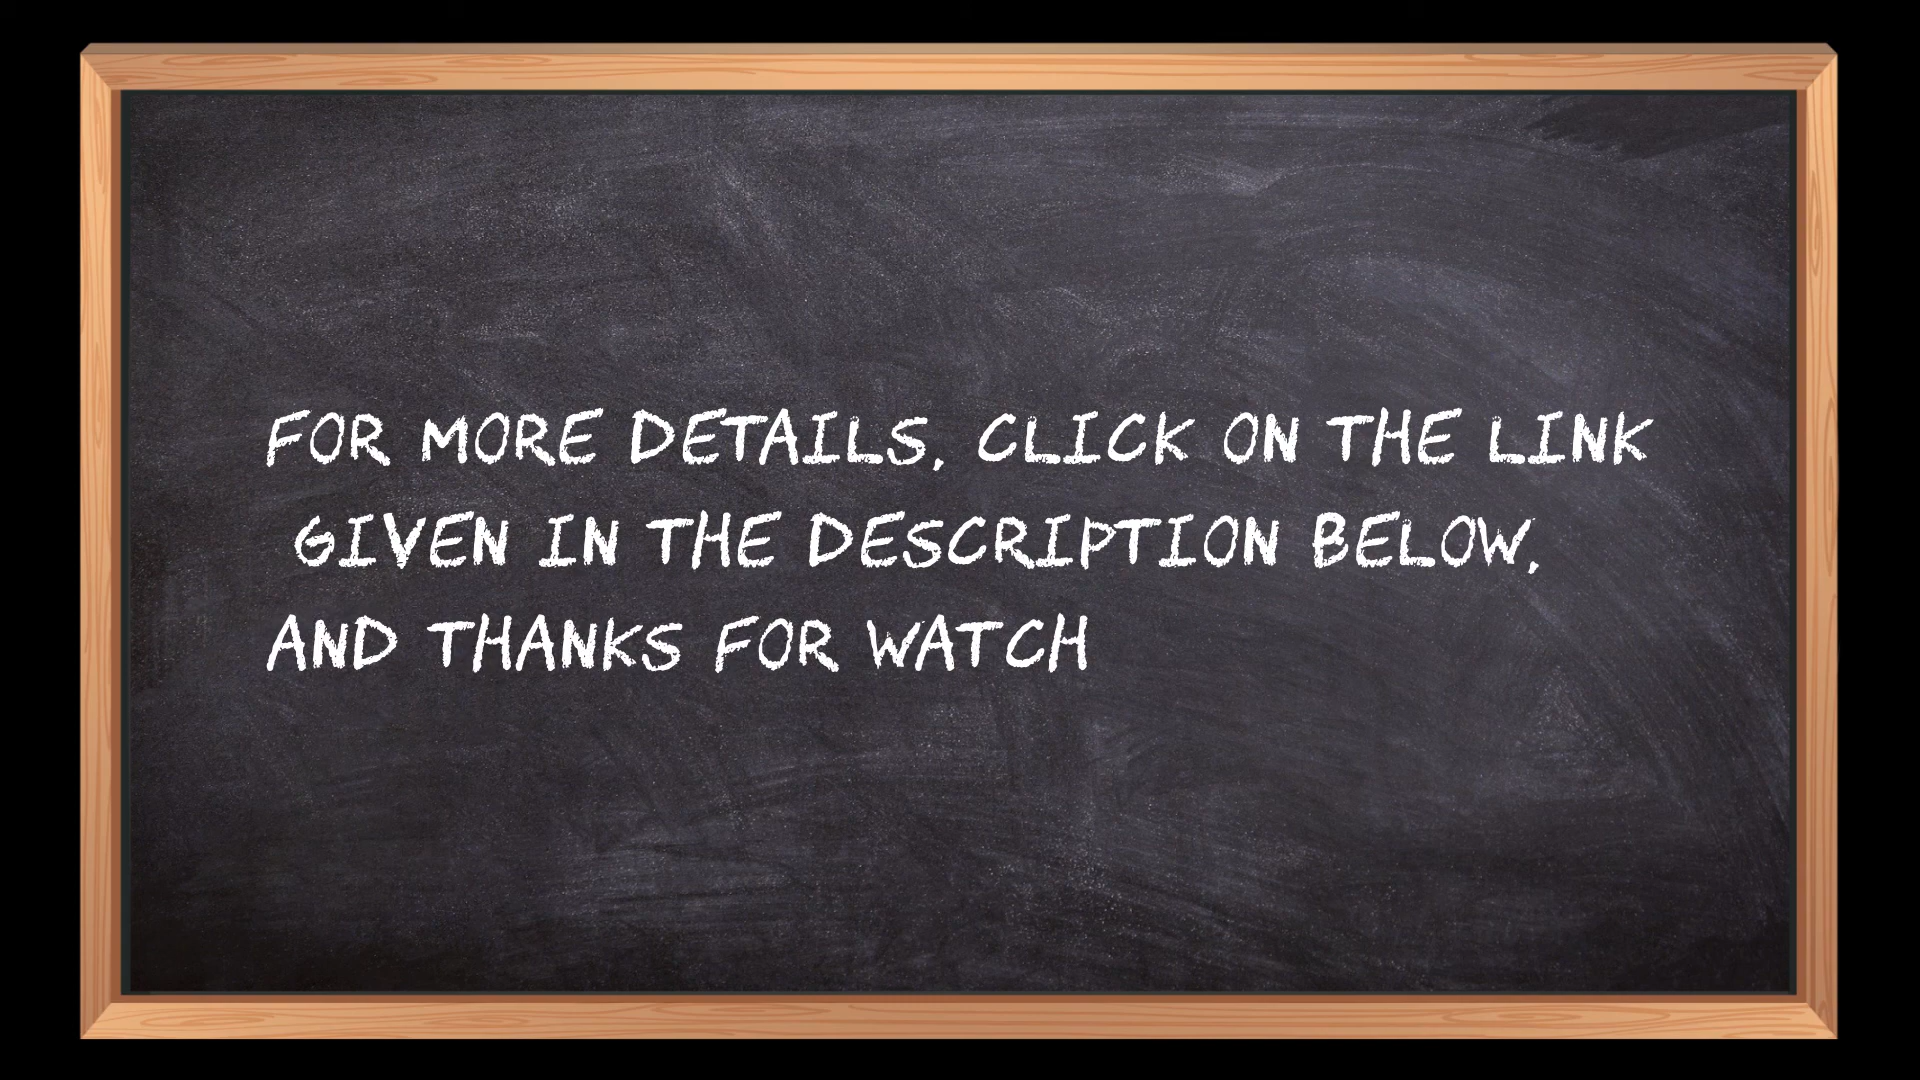 FOR MORE DETAILS, CLICK ON THE LINK
GIVEN IN THE DESCRIPTION BELOW,
AND THANKS FOR WATCH